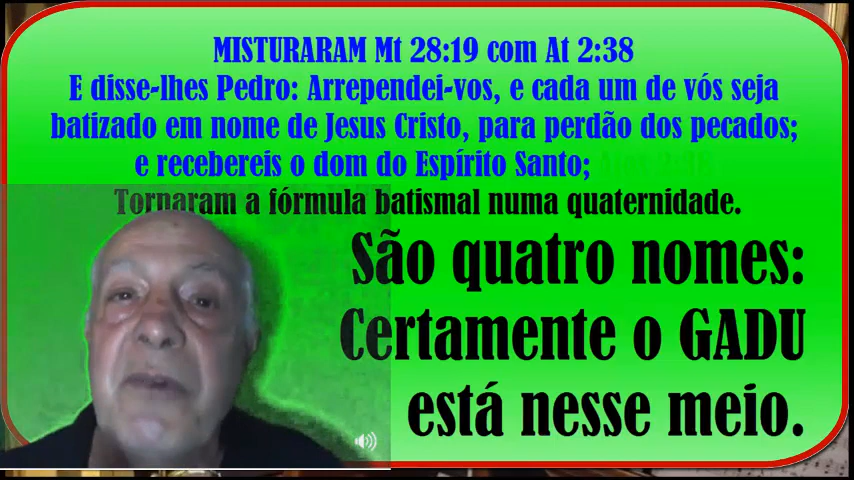 MISTURARAM Mt 28:19 com At 2:38
E disse-lhes Pedro: Arrependei-vos, e cada um de vós seja
batizado em nome de Jesus Cristo, para perdão dos pecados;
e recebereis o dom do Espírito Santo;
Tornaram a fórmula batismal numa quaternidade.
São quatro nomes:
Certamente o GADU
está nesse meio.